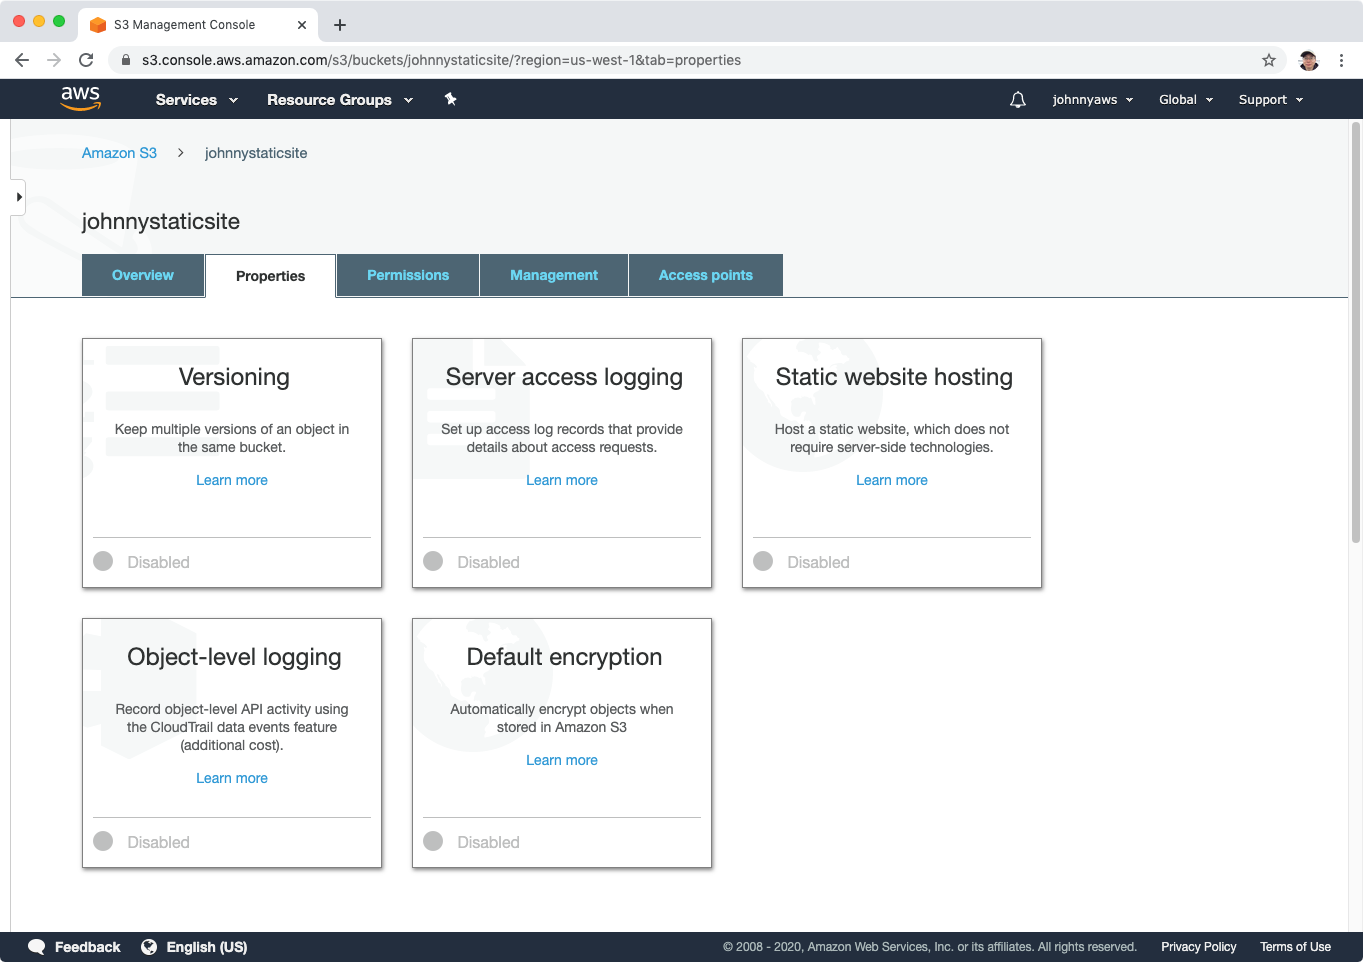 S3 Management Console
s3.console.aws.amazon.com/s3/buckets/johnnystaticsite/?region=us-west-1&tab=properties
aws Services Resource Groups johnnyaws Global Support
Amazon S3 > johnnystaticsite
johnnystaticsite
Overview Properties Permissions Management Access points
Versioning
Keep multiple versions of an object in
the same bucket.
Learn more
Disabled
Server access logging
Set up access log records that provide
details about access requests.
Learn more
Disabled
Static website hosting
Host a static website, which does not
require server-side technologies.
Learn more
Disabled
Object-level logging
Record object-level API activity using
the CloudTrail data events feature
(additional cost).
Learn more
Disabled
Default encryption
Automatically encrypt objects when
stored in Amazon S3
Learn more
Disabled
Feedback English (US) © 2008 - 2020, Amazon Web Services, Inc. or its affiliates. All rights reserved. Privacy Policy Terms of Use